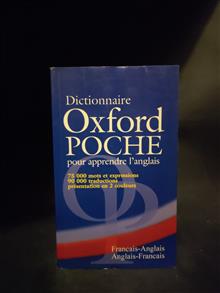 Dictionnaire
Oxford
POCHE
pour apprendre l'anglais
75 000 mots et expressions
90 000 traductions
présentation en 2 couleurs
Français-Anglais
Anglais-Français